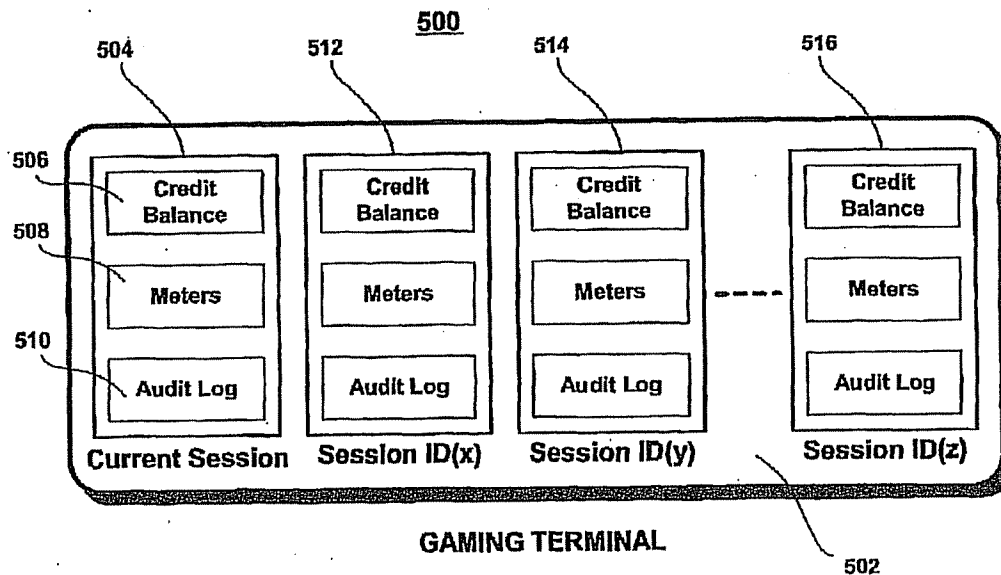 500
504
512
514
516
506
508
510
Credit
Balance
Meters
Audit Log
Current Session
Credit
Balance
Meters
Audit Log
Session ID(x)
Credit
Balance
Meters
Audit Log
Session ID(y)
Credit
Balance
Meters
Audit Log
Session ID(z)
GAMING TERMINAL
502